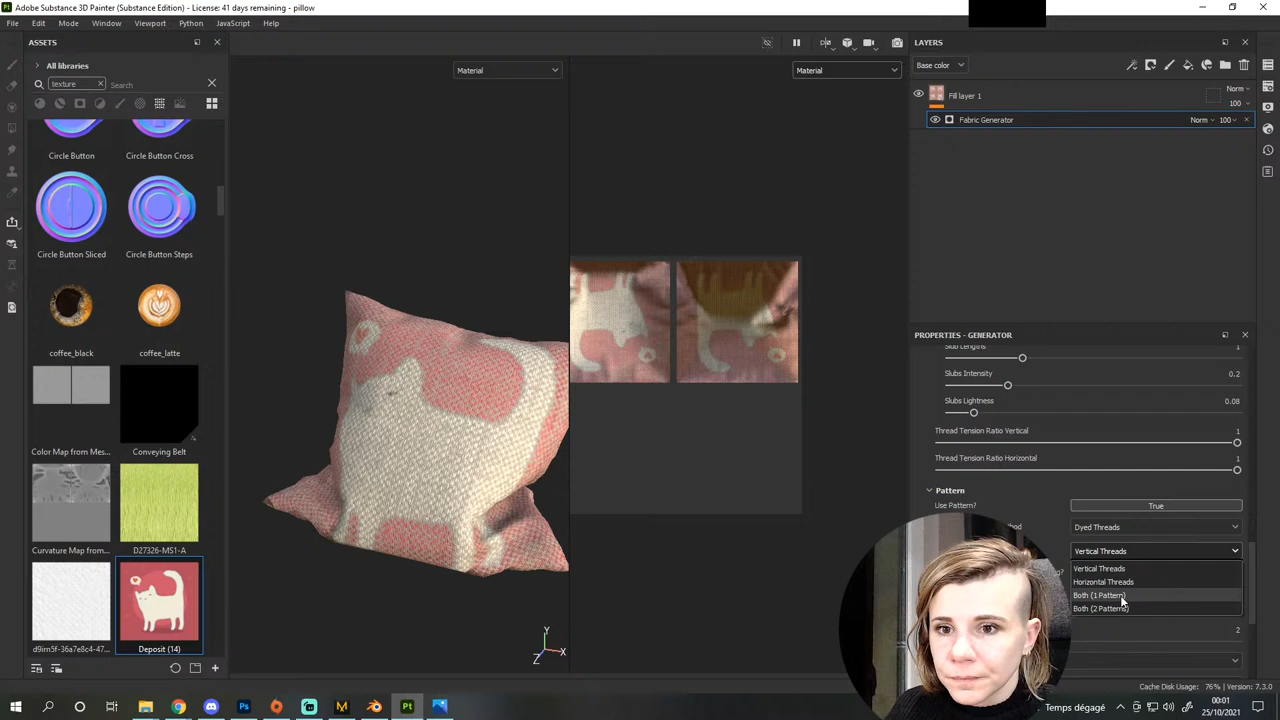 Adobe Substance 3D Painter (Substance Edition) - License: 41 days remaining - pillow
File Edit Mode Window Viewport Python JavaScript Help
ASSETS
All libraries
texture
Search
Circle Button
Circle Button Cross
Circle Button Sliced
Circle Button Steps
coffee_black
coffee_latte
Color Map from Mes...
Conveying Belt
Curvature Map from...
D27326-MS1-A
d9irn5f-36a7e8c4-47...
Deposit (14)
Material
Material
Y
Z X
LAYERS
Base color
Fill layer 1
Norm
100
Fabric Generator
Norm 100
PROPERTIES - GENERATOR
Slub Lengths 1
Slubs Intensity 0.2
Slubs Lightness 0.08
Thread Tension Ratio Vertical 1
Thread Tension Ratio Horizontal 1
Pattern
Use Pattern? True
Dyed Threads
Vertical Threads
Vertical Threads
Horizontal Threads
Both (1 Pattern)
Both (2 Patterns)
2
Cache Disk Usage: 76% | Version: 7.3.0
Temps dégagé
00:01
25/10/2021